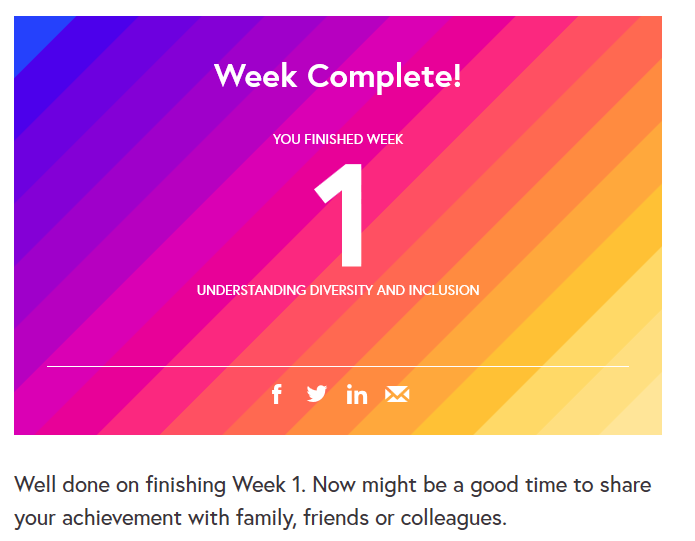 Week Complete!
YOU FINISHED WEEK
1
UNDERSTANDING DIVERSITY AND INCLUSION
Well done on finishing Week 1. Now might be a good time to share
your achievement with family, friends or colleagues.